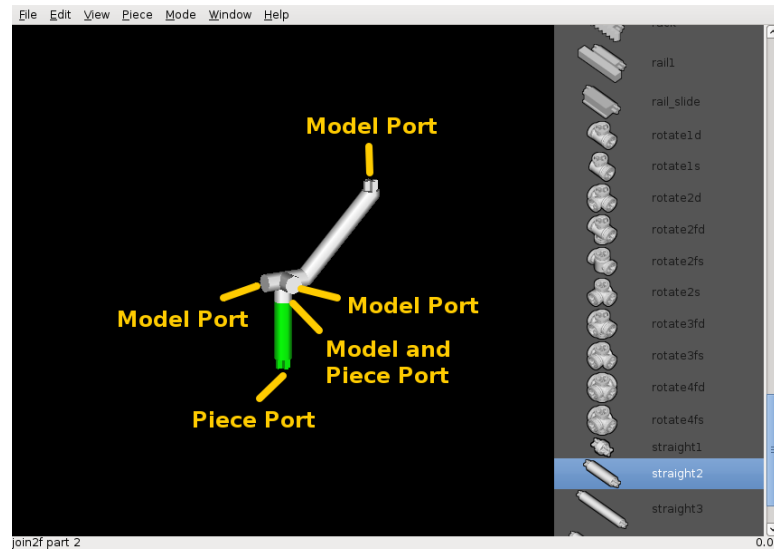 File Edit View Piece Mode Window Help
rail1
rail_slide
rotate1d
rotate1s
rotate2d
rotate2fd
rotate2fs
rotate2s
rotate3fd
rotate3fs
rotate4fd
rotate4fs
straight1
straight2
straight3
Model Port
Model Port
Model Port
Model and
Piece Port
Piece Port
join2f part 2
0.0